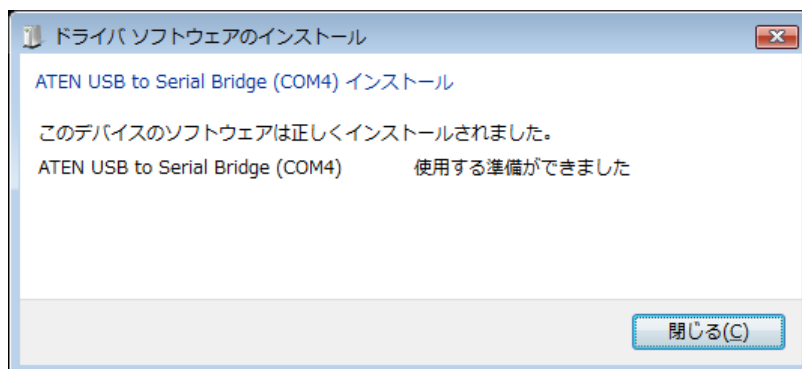 ドライバ ソフトウェアのインストール
ATEN USB to Serial Bridge (COM4) インストール
このデバイスのソフトウェアは正しくインストールされました。
ATEN USB to Serial Bridge (COM4) 使用する準備ができました
閉じる(C)